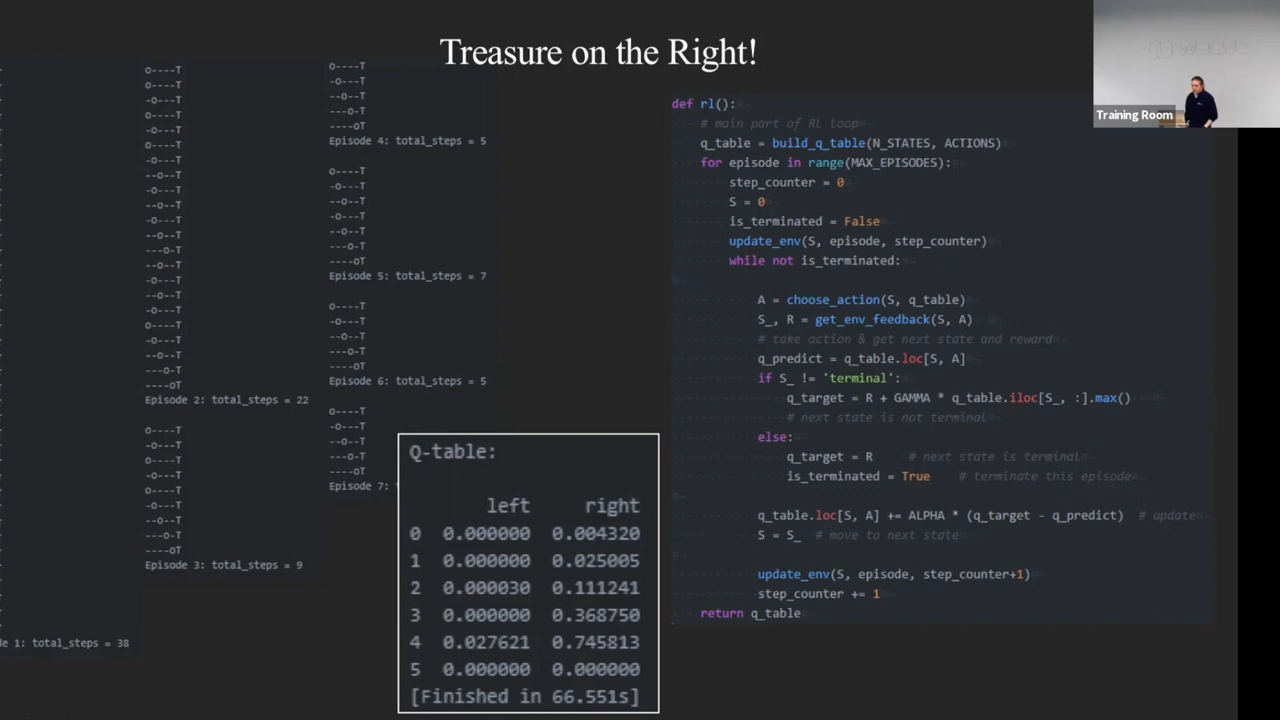 Treasure on the Right!
Training Room
de 1: total_steps = 38
o----T
o----T
-o---T
o----T
-o---T
o----T
-o---T
o----T
-o---T
o----T
-o---T
--o--T
---o-T
--o--T
---o-T
--o--T
--o--T
o----T
-o---T
--o--T
---o-T
----oT
Episode 2: total_steps = 22
o----T
-o---T
--o--T
-o---T
-o---T
--o--T
---o-T
---o-T
----oT
Episode 3: total_steps = 9
o----T
-o---T
--o--T
---o-T
----oT
Episode 4: total_steps = 5
o----T
-o---T
--o--T
-o---T
--o--T
---o-T
----oT
Episode 5: total_steps = 7
o----T
-o---T
--o--T
---o-T
----oT
Episode 6: total_steps = 5
o----T
-o---T
--o--T
---o-T
---o-T
Episode 7:
Q-table:
left right
0 0.000000 0.004320
1 0.000000 0.025005
2 0.000030 0.111241
3 0.000000 0.368750
4 0.027621 0.745813
5 0.000000 0.000000
[Finished in 66.551s]
def rl():
# main part of RL loop
q_table = build_q_table(N_STATES, ACTIONS)
for episode in range(MAX_EPISODES):
step_counter = 0
S = 0
is_terminated = False
update_env(S, episode, step_counter)
while not is_terminated:
A = choose_action(S, q_table)
S_, R = get_env_feedback(S, A)
# take action & get next state and reward
q_predict = q_table.loc[S, A]
if S_ != 'terminal':
q_target = R + GAMMA * q_table.iloc[S_, :].max()
# next state is not terminal
else:
q_target = R # next state is terminal
is_terminated = True # terminate this episode
q_table.loc[S, A] += ALPHA * (q_target - q_predict) # update
S = S_ # move to next state
update_env(S, episode, step_counter+1)
step_counter += 1
return q_table